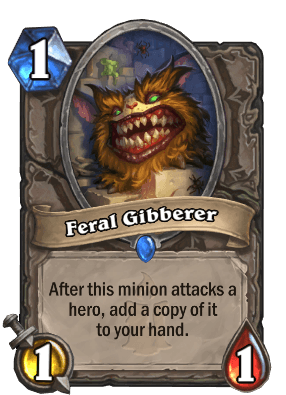 1
Feral Gibberer
After this minion attacks a
hero, add a copy of it
to your hand.
1
1